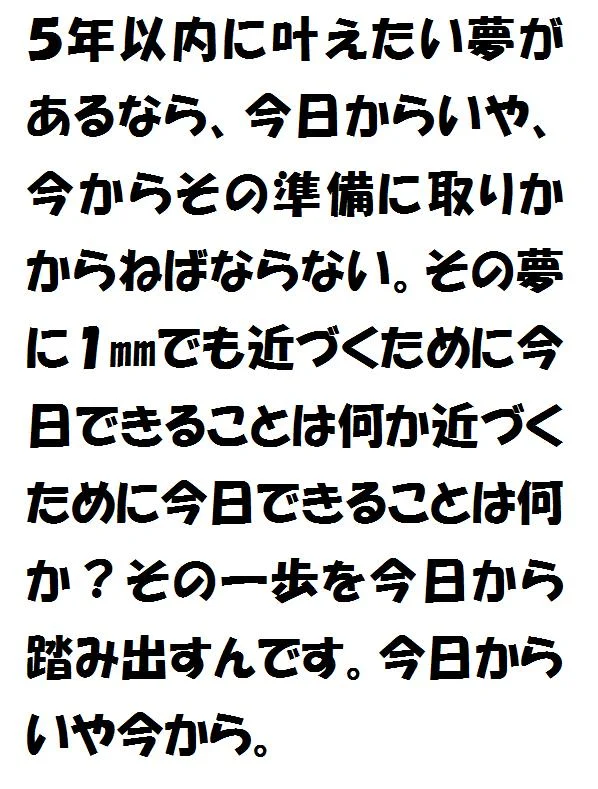 5年以内に叶えたい夢が
あるなら、今日からいや、
今からその準備に取りか
からねばならない。その夢
に1㎜でも近づくために今
日できることは何か近づく
ために今日できることは何
か？その一歩を今日から
踏み出すんです。今日から
いや今から。